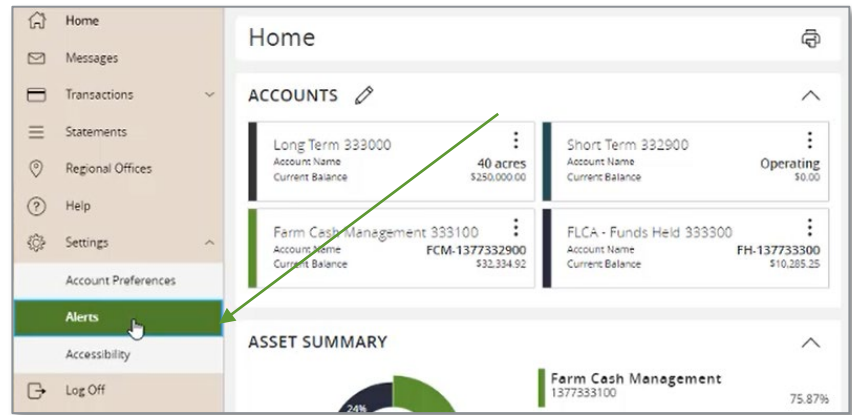 Home
Messages
Transactions
Statements
Regional Offices
Help
Settings
Account Preferences
Alerts
Accessibility
Log Off
Home
ACCOUNTS
Long Term 333000
Account Name 40 acres
Current Balance $250,000.00
Short Term 332900
Account Name Operating
Current Balance $0.00
Farm Cash Management 333100
Account Name FCM-1377332900
Current Balance $32,334.92
FLCA - Funds Held 333300
Account Name FH-137733300
Current Balance $10,285.25
ASSET SUMMARY
24%
Farm Cash Management
1377333100
75.87%